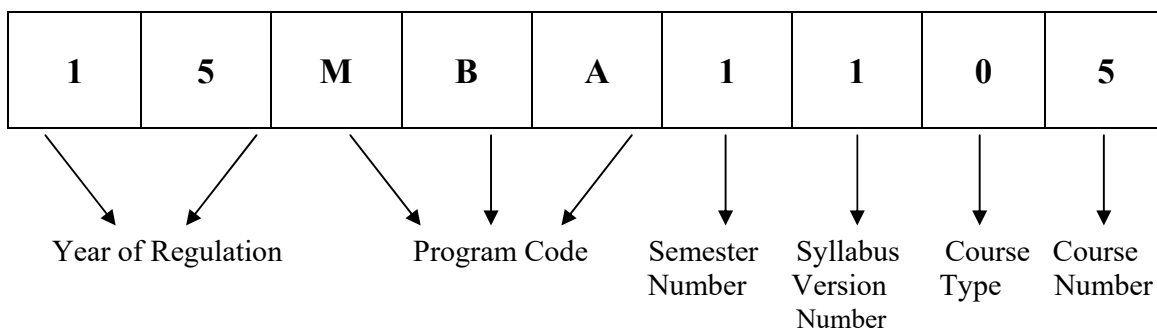 1 5 M B A 1 1 0 5
Year of Regulation Program Code Semester Syllabus Course Course
Number Version Type Number
Number